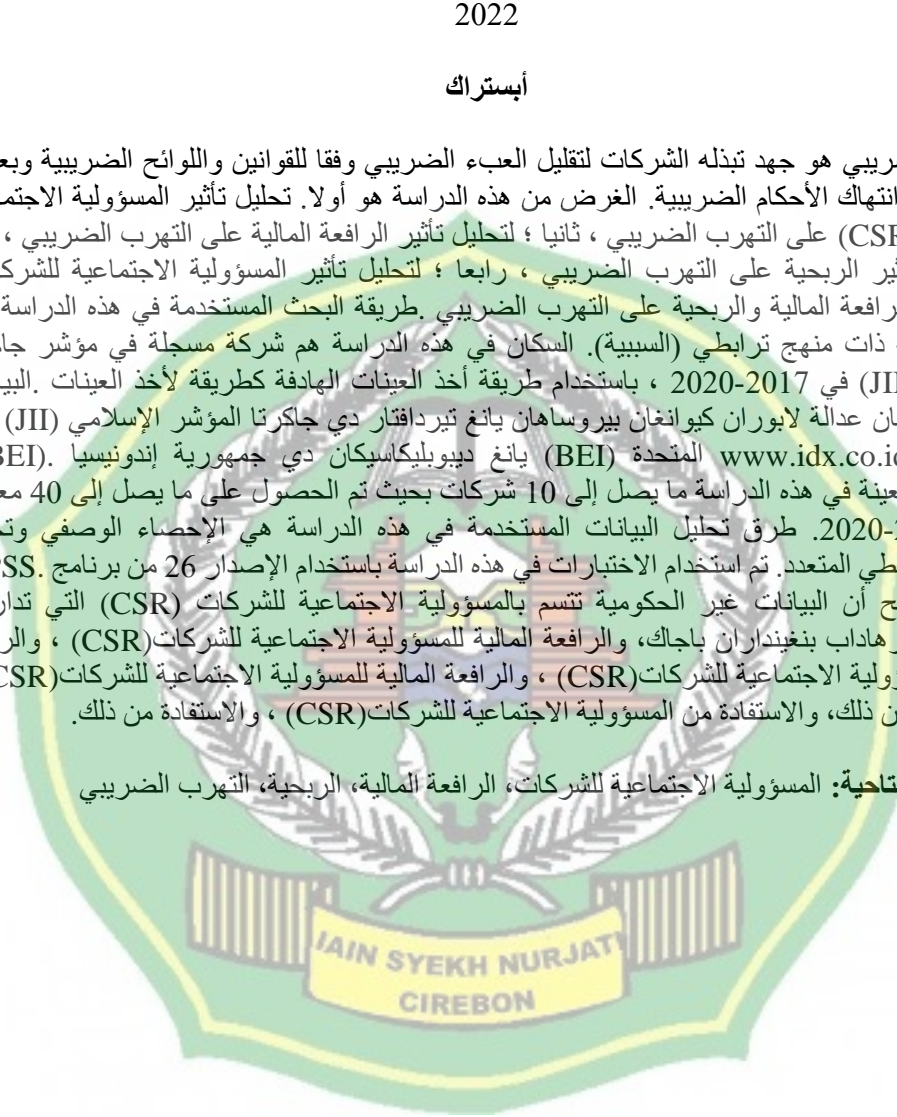 2022
أبستراك
ريبي هو جهد تبذله الشركات لتقليل العبء الضريبي وفقا للقوانين واللوائح الضريبية وبع
انتهاك الأحكام الضريبية. الغرض من هذه الدراسة هو أولا. تحليل تأثير المسؤولية الاجتم
CSR) على التهرب الضريبي ، ثانيا ؛ لتحليل تأثير الرافعة المالية على التهرب الضريبي ،
ثير الربحية على التهرب الضريبي ، رابعا ؛ لتحليل تأثير المسؤولية الاجتماعية للشرك
رافعة المالية والربحية على التهرب الضريبي .طريقة البحث المستخدمة في هذه الدراسة
ذات منهج ترابطي (السببية). السكان في هذه الدراسة هم شركة مسجلة في مؤشر جا
JII) في 2017-2020 ، باستخدام طريقة أخذ العينات الهادفة كطريقة لأخذ العينات .البي
ان عدالة لابوران كيوانغان بيروساهان يانغ تيردافتار دي جاكرتا المؤشر الإسلامي (JII)
www.idx.co.id المتحدة (BEI) يانغ ديبوبليكاسيكان دي جمهورية إندونيسيا .(BEI
عينة في هذه الدراسة ما يصل إلى 10 شركات بحيث تم الحصول على ما يصل إلى 40 مع
-2020. طرق تحليل البيانات المستخدمة في هذه الدراسة هي الإحصاء الوصفي وت
طي المتعدد. تم استخدام الاختبارات في هذه الدراسة باستخدام الإصدار 26 من برنامج .PSS
ح أن البيانات غير الحكومية تتسم بالمسؤولية الاجتماعية للشركات (CSR) التي تدار
رهاداب بنغينداران باجاك، والرافعة المالية للمسؤولية الاجتماعية للشركات(CSR) ، والر
ؤولية الاجتماعية للشركات(CSR) ، والرافعة المالية للمسؤولية الاجتماعية للشركات(CSR
ن ذلك، والاستفادة من المسؤولية الاجتماعية للشركات(CSR) ، والاستفادة من ذلك.
تاحية: المسؤولية الاجتماعية للشركات، الرافعة المالية، الربحية، التهرب الضريبي
IAIN SYEKH NURJATI
CIREBON